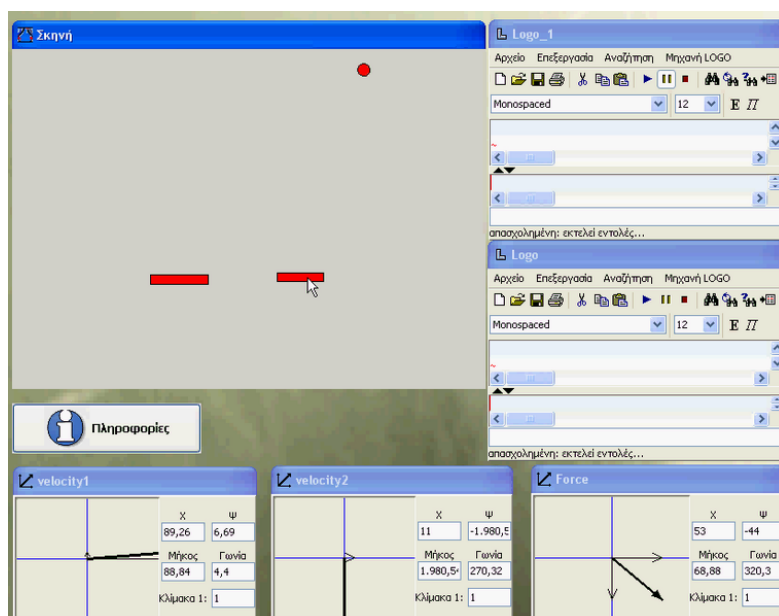 Σκηνή
Logo_1
Αρχείο Επεξεργασία Αναζήτηση Μηχανή LOGO
Monospaced 12 Ε Π
~
απασχολημένη: εκτελεί εντολές...
Logo
Αρχείο Επεξεργασία Αναζήτηση Μηχανή LOGO
Monospaced 12 Ε Π
~
απασχολημένη: εκτελεί εντολές...
Πληροφορίες
velocity1
Χ Ψ
89,26 6,69
Μήκος Γωνία
88,84 4,4
Κλίμακα 1: 1
velocity2
Χ Ψ
11 -1.980,5
Μήκος Γωνία
1.980,5 270,32
Κλίμακα 1: 1
Force
Χ Ψ
53 -44
Μήκος Γωνία
68,88 320,3
Κλίμακα 1: 1